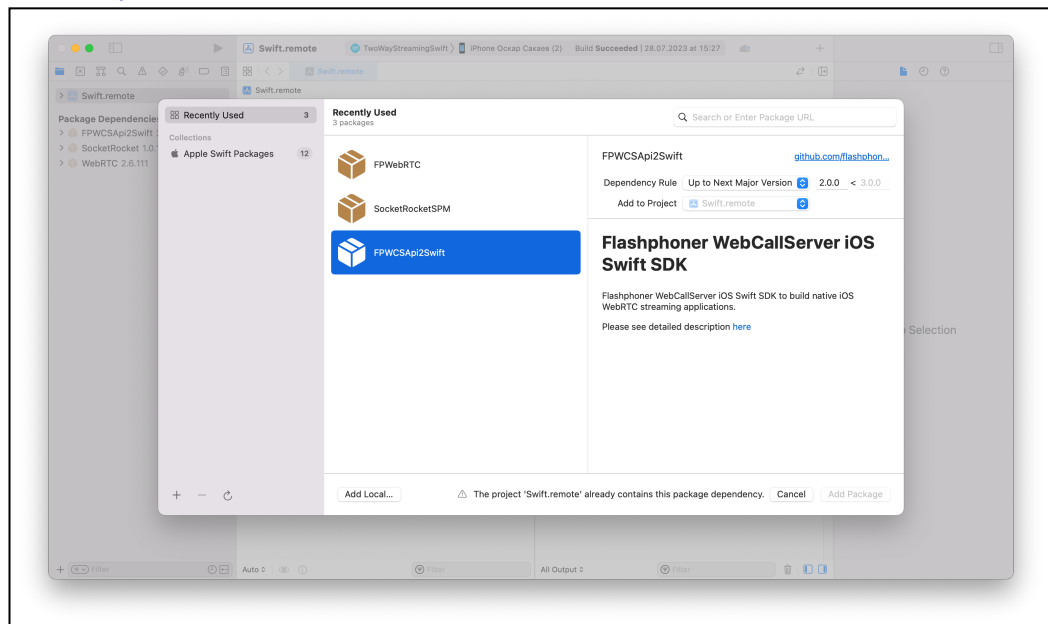 Swift.remote
TwoWayStreamingSwift
iPhone Оскар Сакаев (2)
Build Succeeded | 28.07.2023 at 15:27
Swift.remote
Swift.remote
Swift.remote
Package Dependencie
FPWCSApi2Swift
SocketRocket 1.0.
WebRTC 2.6.111
Recently Used 3
Collections
Apple Swift Packages 12
Recently Used
3 packages
Search or Enter Package URL
FPWebRTC
SocketRocketSPM
FPWCSApi2Swift
FPWCSApi2Swift github.com/flashphon...
Dependency Rule Up to Next Major Version 2.0.0 < 3.0.0
Add to Project Swift.remote
Flashphoner WebCallServer iOS
Swift SDK
Flashphoner WebCallServer iOS Swift SDK to build native iOS
WebRTC streaming applications.
Please see detailed description here
Selection
Add Local...
The project 'Swift.remote' already contains this package dependency.
Cancel
Add Package
Filter
Auto
Filter
All Output
Filter